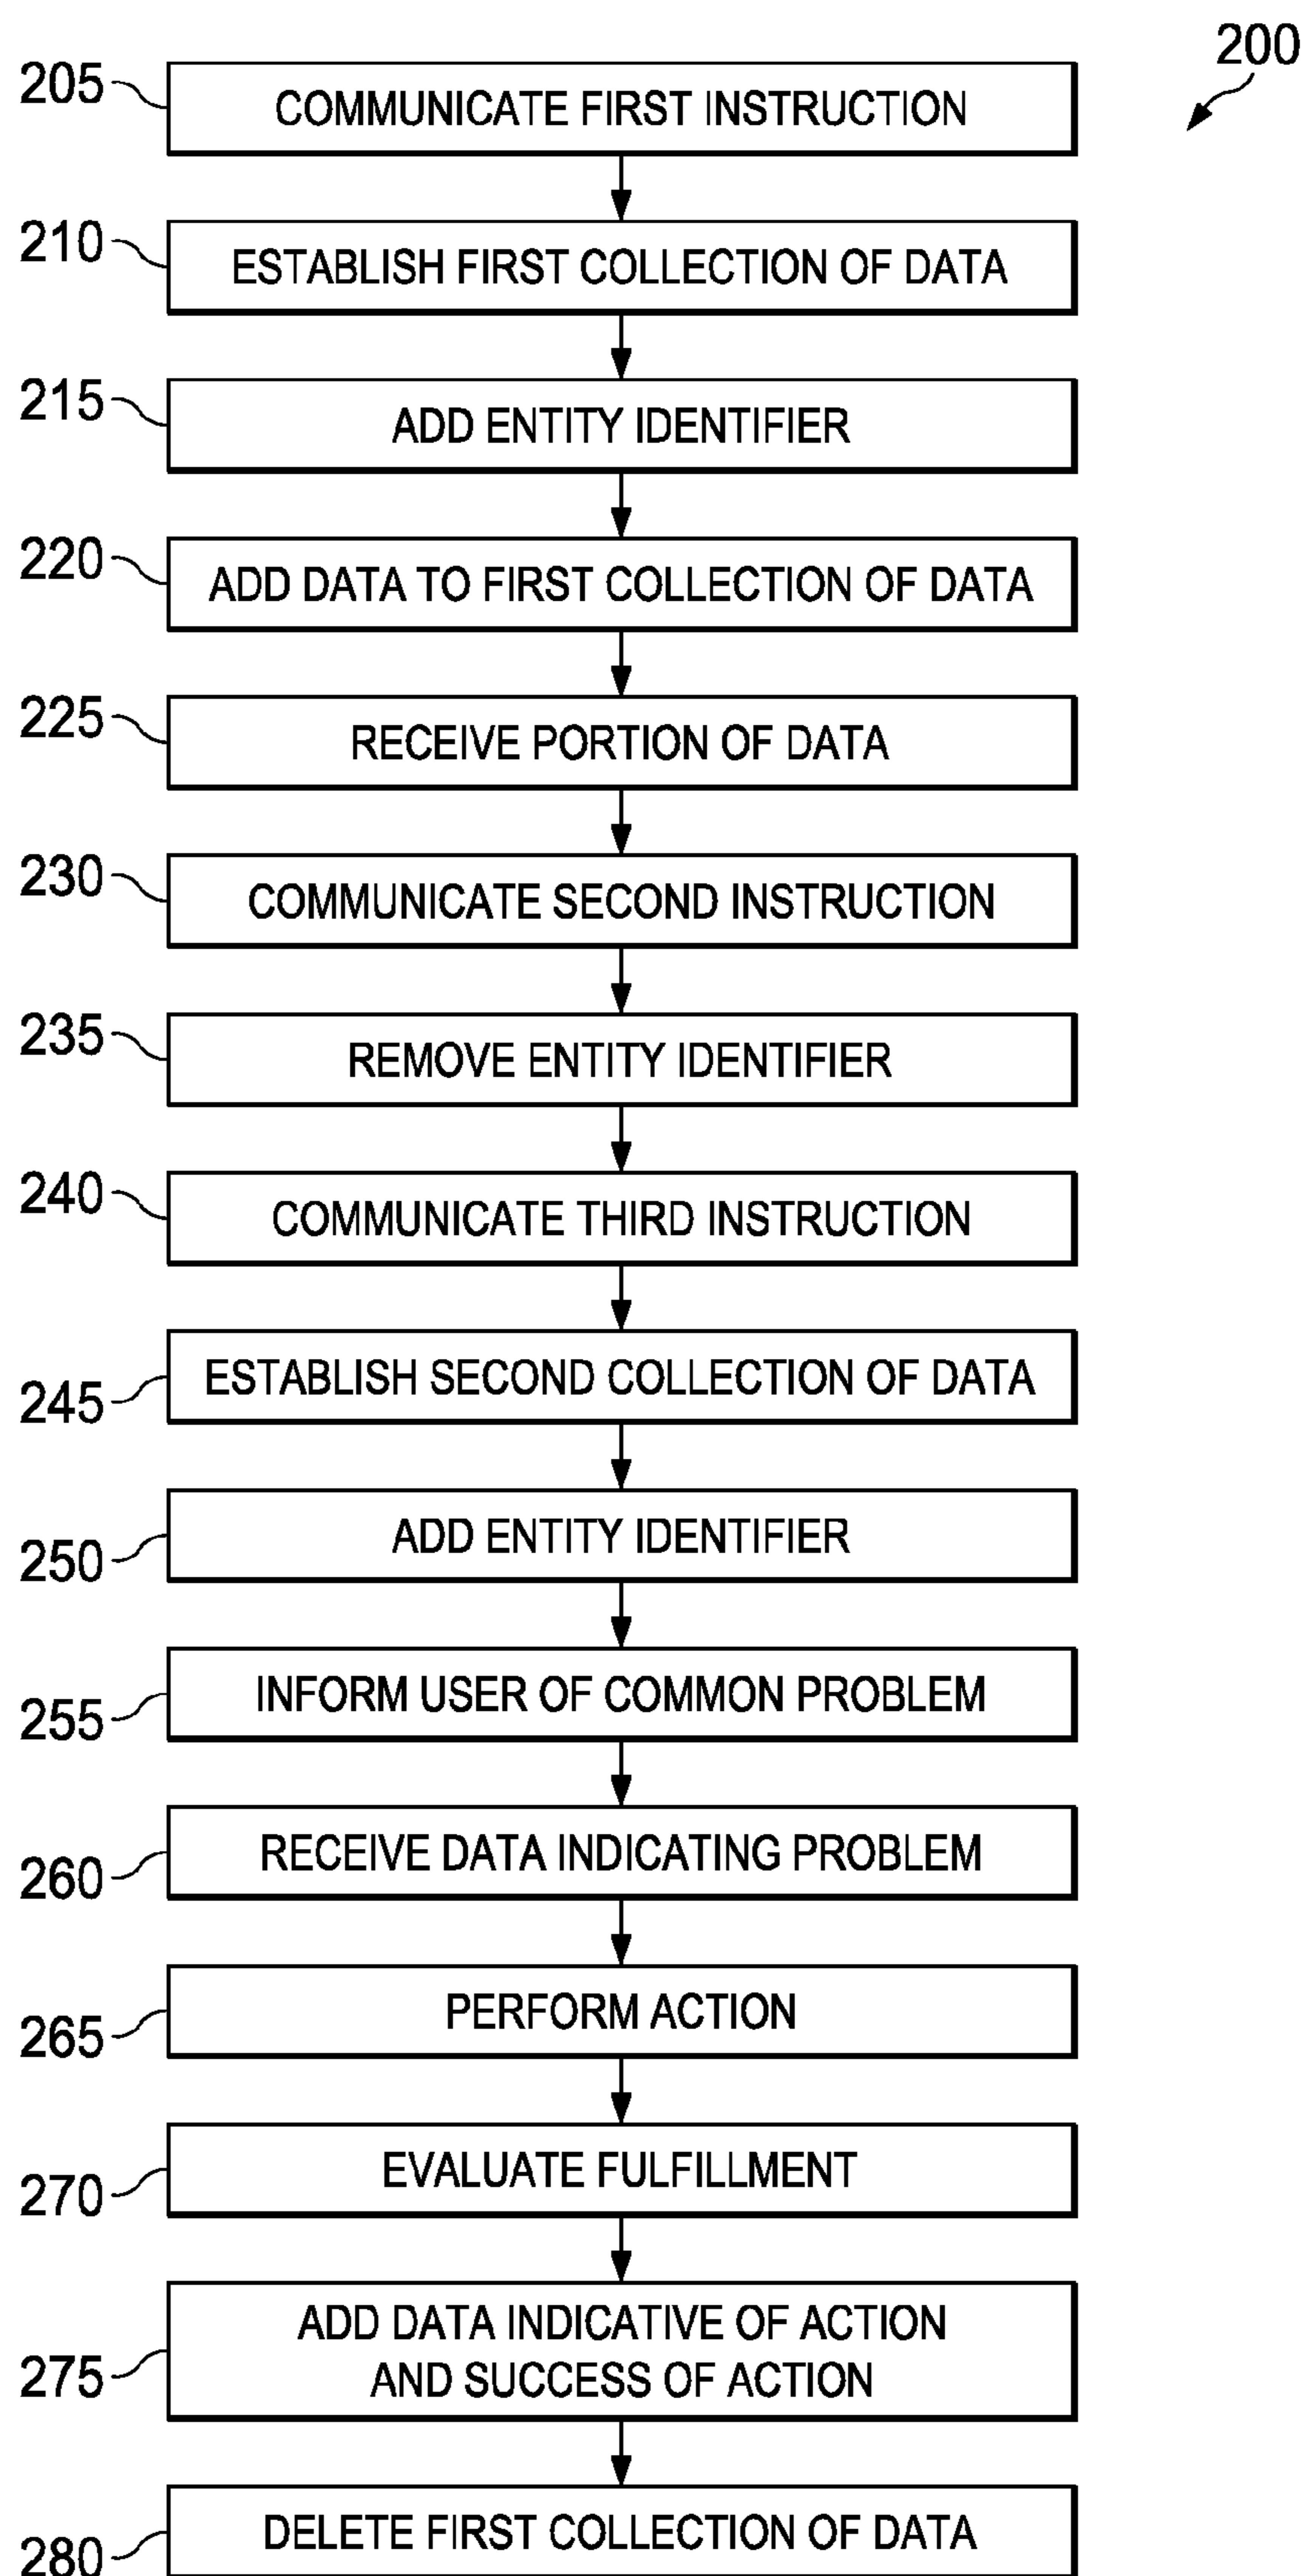 200
205 COMMUNICATE FIRST INSTRUCTION
210 ESTABLISH FIRST COLLECTION OF DATA
215 ADD ENTITY IDENTIFIER
220 ADD DATA TO FIRST COLLECTION OF DATA
225 RECEIVE PORTION OF DATA
230 COMMUNICATE SECOND INSTRUCTION
235 REMOVE ENTITY IDENTIFIER
240 COMMUNICATE THIRD INSTRUCTION
245 ESTABLISH SECOND COLLECTION OF DATA
250 ADD ENTITY IDENTIFIER
255 INFORM USER OF COMMON PROBLEM
260 RECEIVE DATA INDICATING PROBLEM
265 PERFORM ACTION
270 EVALUATE FULFILLMENT
275 ADD DATA INDICATIVE OF ACTION
AND SUCCESS OF ACTION
280 DELETE FIRST COLLECTION OF DATA